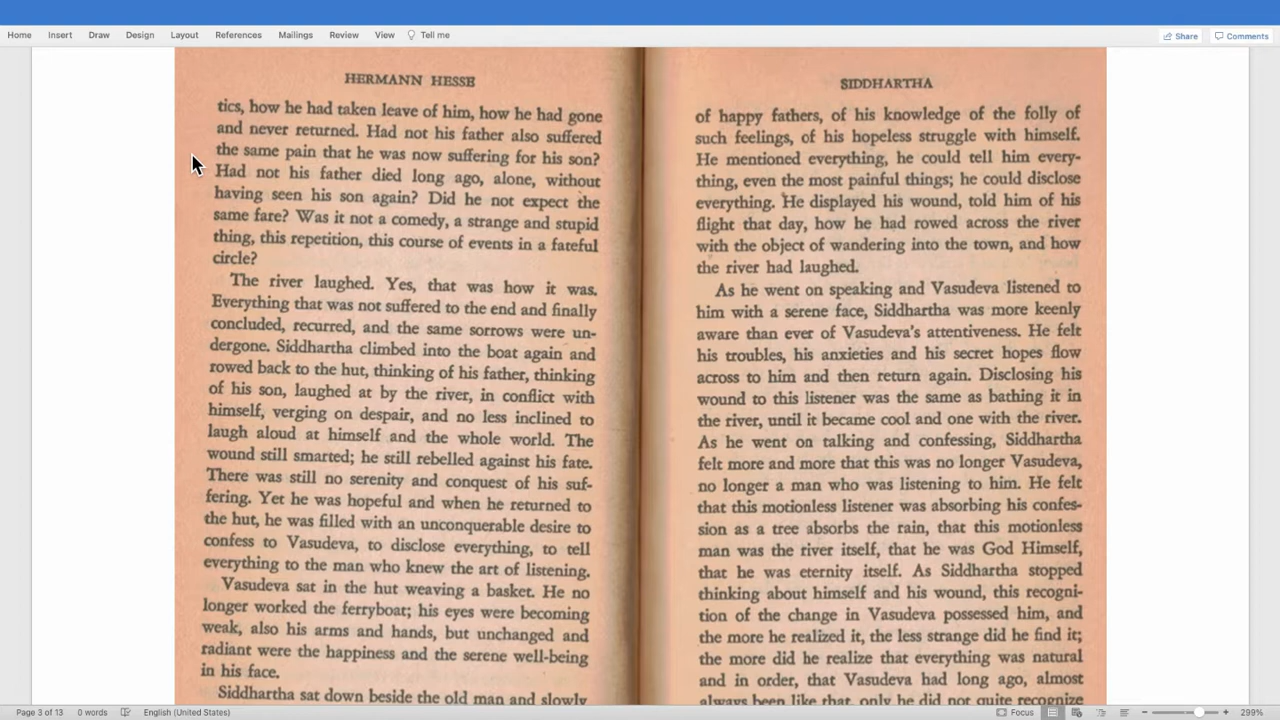 Home Insert Draw Design Layout References Mailings Review View Tell me Share Comments
HERMANN HESSE
tics, how he had taken leave of him, how he had gone
and never returned. Had not his father also suffered
the same pain that he was now suffering for his son?
Had not his father died long ago, alone, without
having seen his son again? Did he not expect the
same fare? Was it not a comedy, a strange and stupid
thing, this repetition, this course of events in a fateful
circle?
The river laughed. Yes, that was how it was.
Everything that was not suffered to the end and finally
concluded, recurred, and the same sorrows were un-
dergone. Siddhartha climbed into the boat again and
rowed back to the hut, thinking of his father, thinking
of his son, laughed at by the river, in conflict with
himself, verging on despair, and no less inclined to
laugh aloud at himself and the whole world. The
wound still smarted; he still rebelled against his fate.
There was still no serenity and conquest of his suf-
fering. Yet he was hopeful and when he returned to
the hut, he was filled with an unconquerable desire to
confess to Vasudeva, to disclose everything, to tell
everything to the man who knew the art of listening.
Vasudeva sat in the hut weaving a basket. He no
longer worked the ferryboat; his eyes were becoming
weak, also his arms and hands, but unchanged and
radiant were the happiness and the serene well-being
in his face.
Siddhartha sat down beside the old man and slowly
SIDDHARTHA
of happy fathers, of his knowledge of the folly of
such feelings, of his hopeless struggle with himself.
He mentioned everything, he could tell him every-
thing, even the most painful things; he could disclose
everything. He displayed his wound, told him of his
flight that day, how he had rowed across the river
with the object of wandering into the town, and how
the river had laughed.
As he went on speaking and Vasudeva listened to
him with a serene face, Siddhartha was more keenly
aware than ever of Vasudeva's attentiveness. He felt
his troubles, his anxieties and his secret hopes flow
across to him and then return again. Disclosing his
wound to this listener was the same as bathing it in
the river, until it became cool and one with the river.
As he went on talking and confessing, Siddhartha
felt more and more that this was no longer Vasudeva,
no longer a man who was listening to him. He felt
that this motionless listener was absorbing his confes-
sion as a tree absorbs the rain, that this motionless
man was the river itself, that he was God Himself,
that he was eternity itself. As Siddhartha stopped
thinking about himself and his wound, this recogni-
tion of the change in Vasudeva possessed him, and
the more he realized it, the less strange did he find it;
the more did he realize that everything was natural
and in order, that Vasudeva had long ago, almost
always been like that, only he did not quite recognize
Page 3 of 13 0 words English (United States) Focus 299%